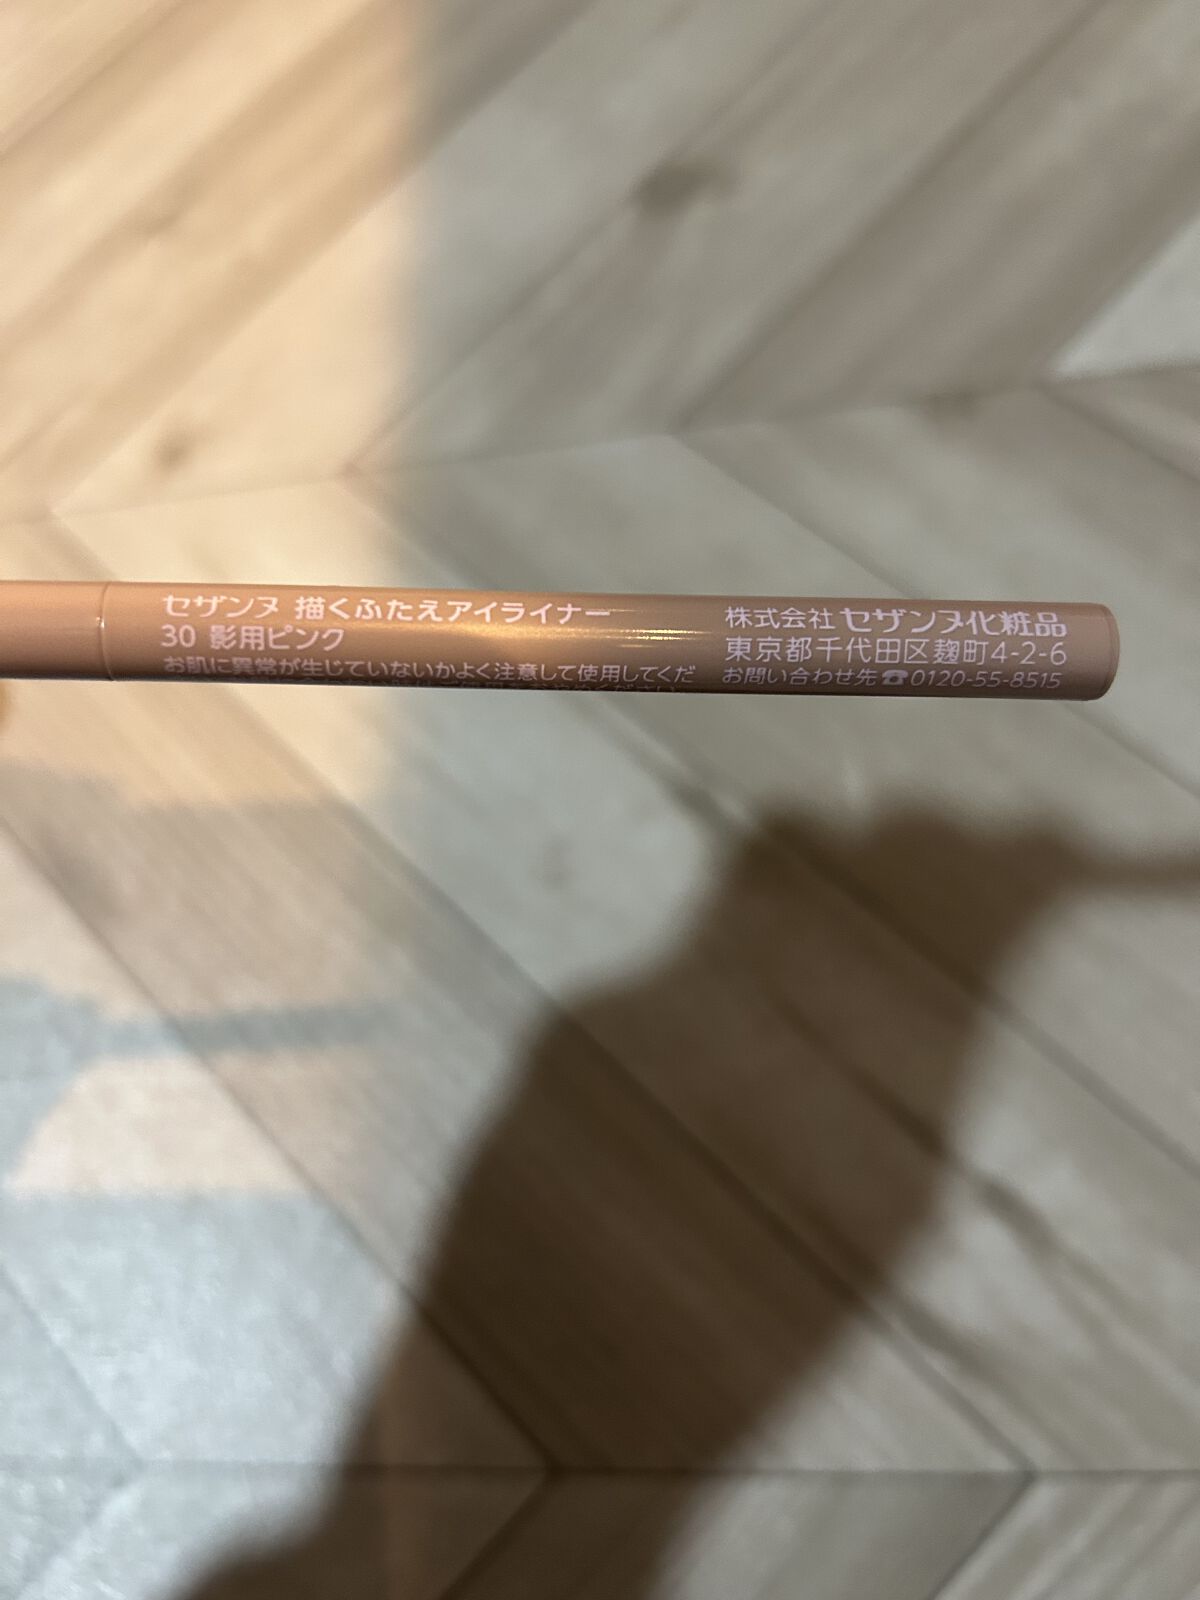 セザンヌ 描くふたえアイライナー
30 影用ピンク
お肌に異常が生じていないかよく注意して使用してくだ
株式会社 セザンヌ化粧品
東京都千代田区麹町4-2-6
お問い合わせ先☎0120-55-8515